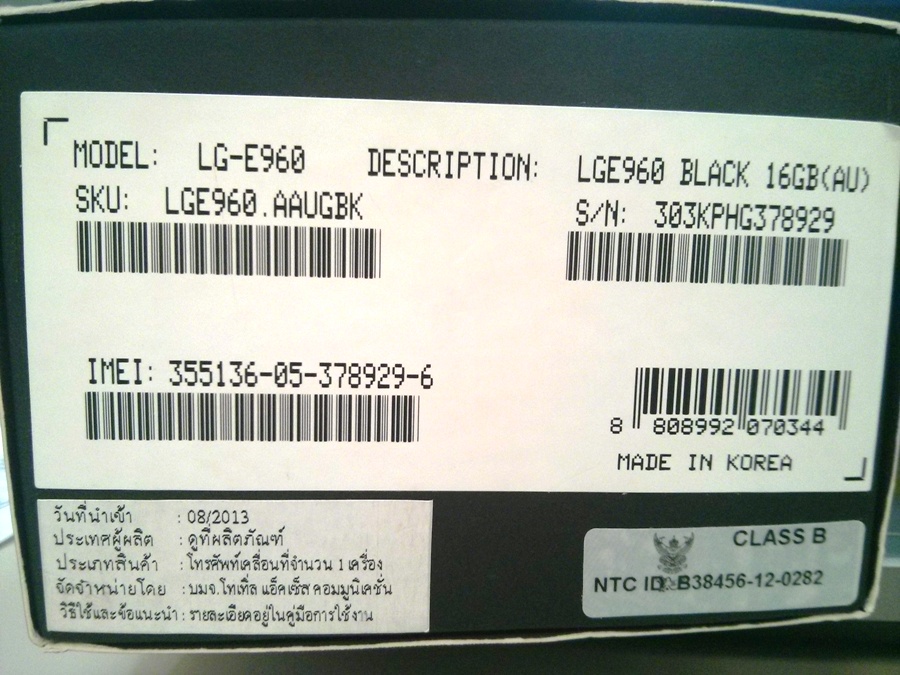 MODEL: LG-E960 DESCRIPTION: LGE960 BLACK 16GB(AU)
SKU: LGE960.AAUGBK S/N: 303KPHG378929
IMEI: 355136-05-378929-6
8 808992 070344
MADE IN KOREA
วันที่นำเข้า : 08/2013
ประเทศผู้ผลิต : ดูที่ผลิตภัณฑ์
ประเภทสินค้า : โทรศัพท์เคลื่อนที่จำนวน 1 เครื่อง
จัดจำหน่ายโดย : บมจ.โทเทิ่ล แอ็คเซ็ส คอมมูนิเคชั่น
วิธีใช้และข้อแนะนำ : รายละเอียดอยู่ในคู่มือการใช้งาน
CLASS B
NTC ID.: B38456-12-0282